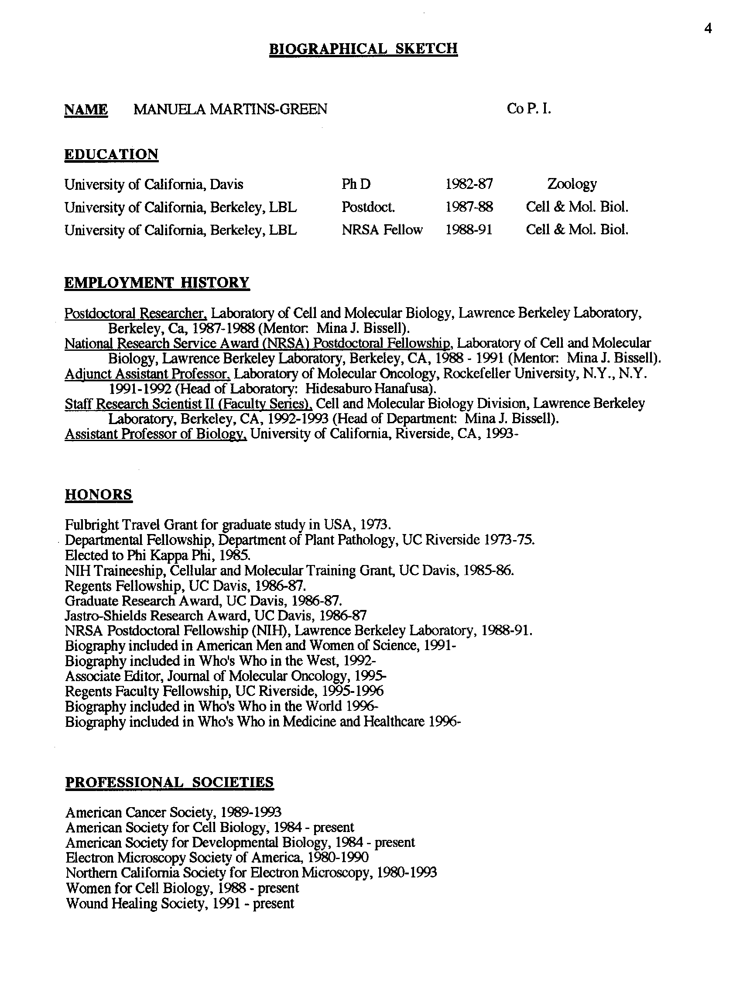 4
BIOGRAPHICAL SKETCH
NAME MANUELA MARTINS-GREEN Co P. I.
EDUCATION
University of California, Davis Ph D 1982-87 Zoology
University of California, Berkeley, LBL Postdoct. 1987-88 Cell & Mol. Biol.
University of California, Berkeley, LBL NRSA Fellow 1988-91 Cell & Mol. Biol.
EMPLOYMENT HISTORY
Postdoctoral Researcher, Laboratory of Cell and Molecular Biology, Lawrence Berkeley Laboratory,
Berkeley, Ca, 1987-1988 (Mentor: Mina J. Bissell).
National Research Service Award (NRSA) Postdoctoral Fellowship, Laboratory of Cell and Molecular
Biology, Lawrence Berkeley Laboratory, Berkeley, CA, 1988 - 1991 (Mentor: Mina J. Bissell).
Adjunct Assistant Professor, Laboratory of Molecular Oncology, Rockefeller University, N.Y., N.Y.
1991-1992 (Head of Laboratory: Hidesaburo Hanafusa).
Staff Research Scientist II (Faculty Series), Cell and Molecular Biology Division, Lawrence Berkeley
Laboratory, Berkeley, CA, 1992-1993 (Head of Department: Mina J. Bissell).
Assistant Professor of Biology, University of California, Riverside, CA, 1993-
HONORS
Fulbright Travel Grant for graduate study in USA, 1973.
Departmental Fellowship, Department of Plant Pathology, UC Riverside 1973-75.
Elected to Phi Kappa Phi, 1985.
NIH Traineeship, Cellular and Molecular Training Grant, UC Davis, 1985-86.
Regents Fellowship, UC Davis, 1986-87.
Graduate Research Award, UC Davis, 1986-87.
Jastro-Shields Research Award, UC Davis, 1986-87
NRSA Postdoctoral Fellowship (NIH), Lawrence Berkeley Laboratory, 1988-91.
Biography included in American Men and Women of Science, 1991-
Biography included in Who's Who in the West, 1992-
Associate Editor, Journal of Molecular Oncology, 1995-
Regents Faculty Fellowship, UC Riverside, 1995-1996
Biography included in Who's Who in the World 1996-
Biography included in Who's Who in Medicine and Healthcare 1996-
PROFESSIONAL SOCIETIES
American Cancer Society, 1989-1993
American Society for Cell Biology, 1984 - present
American Society for Developmental Biology, 1984 - present
Electron Microscopy Society of America, 1980-1990
Northern California Society for Electron Microscopy, 1980-1993
Women for Cell Biology, 1988 - present
Wound Healing Society, 1991 - present